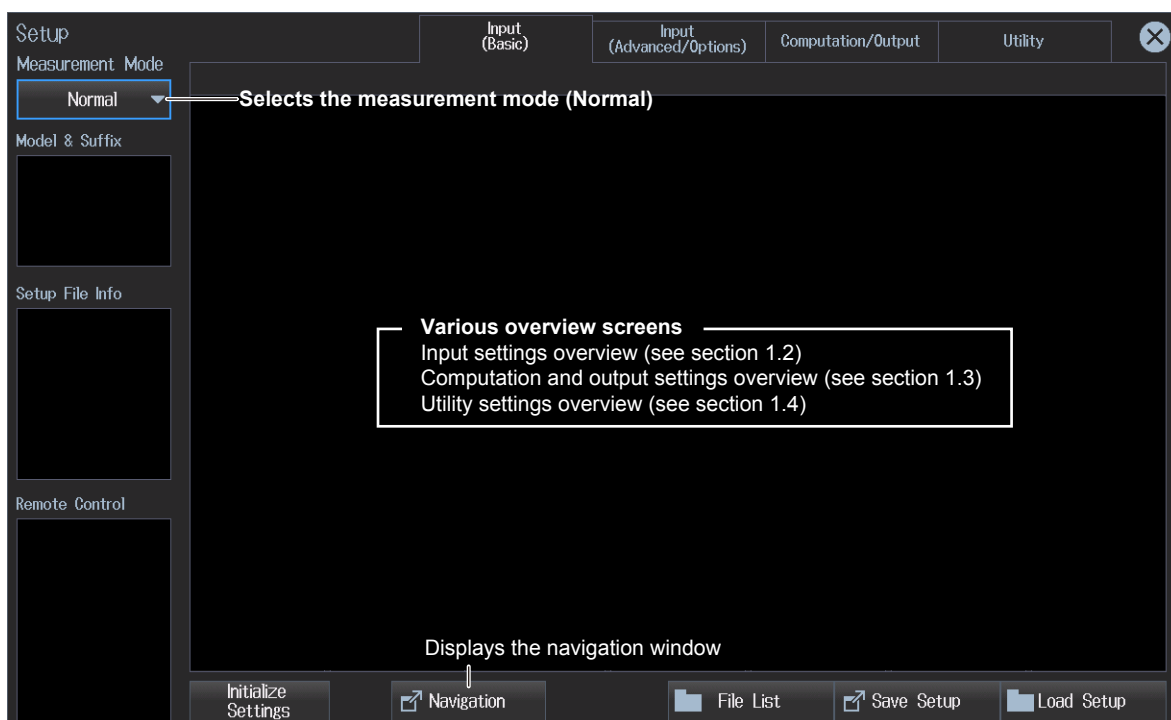 Setup
Input
(Basic)
Input
(Advanced/Options)
Computation/Output
Utility
Measurement Mode
Normal
Selects the measurement mode (Normal)
Model & Suffix
Setup File Info
Various overview screens
Input settings overview (see section 1.2)
Computation and output settings overview (see section 1.3)
Utility settings overview (see section 1.4)
Remote Control
Displays the navigation window
Initialize
Settings
Navigation
File List
Save Setup
Load Setup